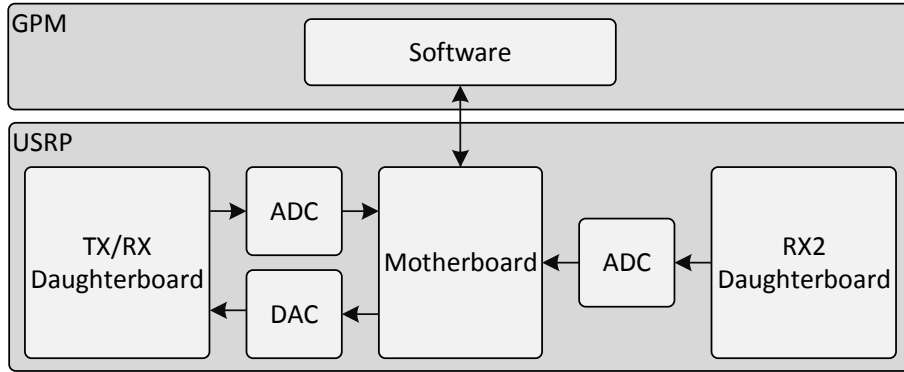 GPM
Software
USRP
TX/RX
Daughterboard
ADC
DAC
Motherboard
ADC
RX2
Daughterboard